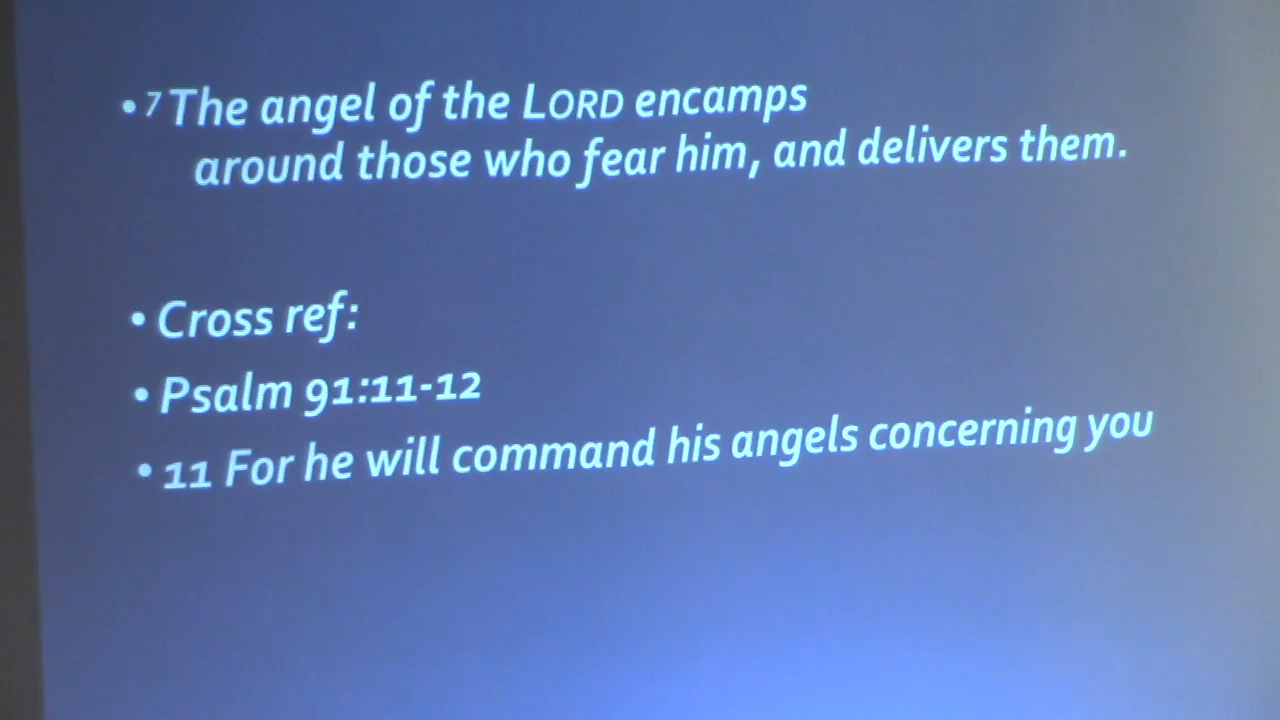 • 7 The angel of the LORD encamps
around those who fear him, and delivers them.
• Cross ref:
• Psalm 91:11-12
• 11 For he will command his angels concerning you